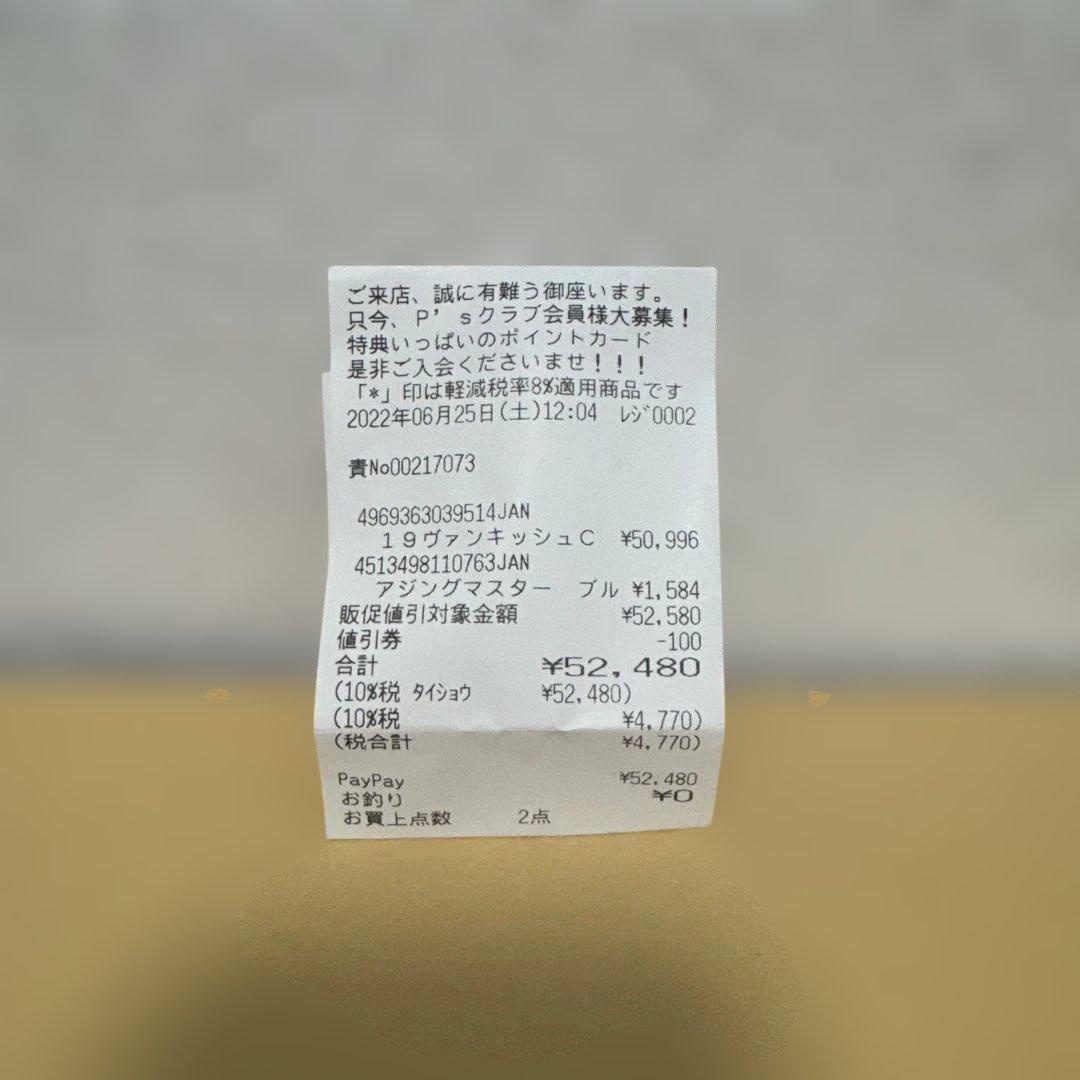 ご来店、誠に有難う御座います。
只今、P’sクラブ会員様大募集！
特典いっぱいのポイントカード
是非ご入会くださいませ！！！
「*」印は軽減税率8%適用商品です
2022年06月25日(土)12:04 ﾚｼﾞ0002
責No00217073
4969363039514JAN
１９ヴァンキッシュＣ ¥50,996
4513498110763JAN
アジングマスター　ブル ¥1,584
販促値引対象金額 ¥52,580
値引券 -100
合計 ¥52,480
(10%税 ﾀｲｼｮｳ ¥52,480)
(10%税 ¥4,770)
(税合計 ¥4,770)
PayPay ¥52,480
お釣り ¥0
お買上点数 2点